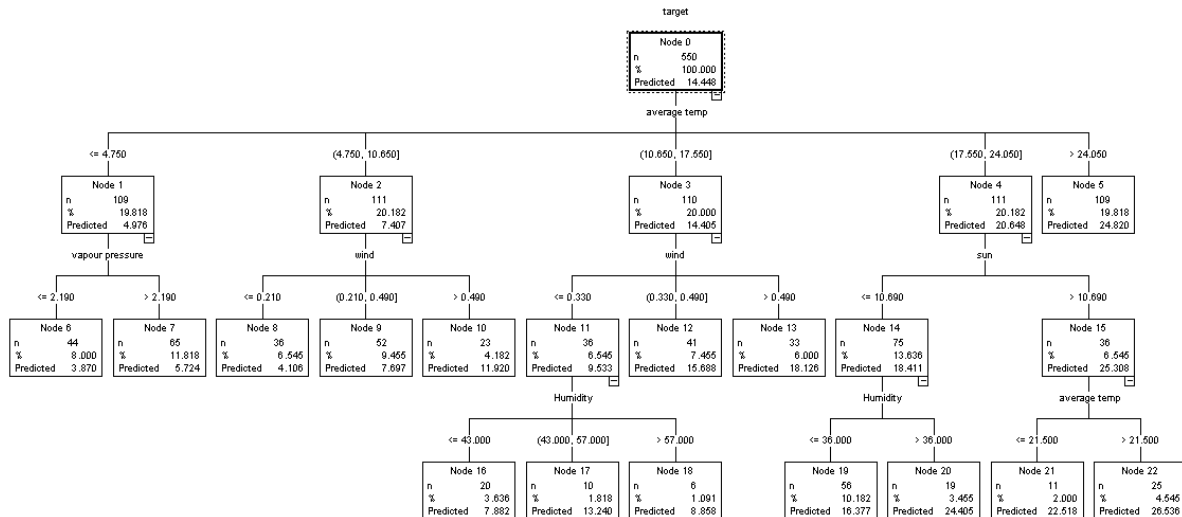 target
Node 0
n 550
% 100.000
Predicted 14.448
average temp
<= 4.750
(4.750, 10.650]
(10.650, 17.550]
(17.550, 24.050]
> 24.050
Node 1
n 109
% 19.818
Predicted 4.976
Node 2
n 111
% 20.182
Predicted 7.407
Node 3
n 110
% 20.000
Predicted 14.405
Node 4
n 111
% 20.182
Predicted 20.648
Node 5
n 109
% 19.818
Predicted 24.820
vapour pressure
wind
wind
sun
<= 2.190
> 2.190
<= 0.210
(0.210, 0.490]
> 0.490
<= 0.330
(0.330, 0.490]
> 0.490
<= 10.690
> 10.690
Node 6
n 44
% 8.000
Predicted 3.870
Node 7
n 65
% 11.818
Predicted 5.724
Node 8
n 36
% 6.545
Predicted 4.106
Node 9
n 52
% 9.455
Predicted 7.697
Node 10
n 23
% 4.182
Predicted 11.920
Node 11
n 36
% 6.545
Predicted 9.533
Node 12
n 41
% 7.455
Predicted 15.688
Node 13
n 33
% 6.000
Predicted 18.126
Node 14
n 75
% 13.636
Predicted 18.411
Node 15
n 36
% 6.545
Predicted 25.308
Humidity
Humidity
average temp
<= 43.000
(43.000, 57.000]
> 57.000
<= 36.000
> 36.000
<= 21.500
> 21.500
Node 16
n 20
% 3.636
Predicted 7.882
Node 17
n 10
% 1.818
Predicted 13.240
Node 18
n 6
% 1.091
Predicted 8.858
Node 19
n 56
% 10.182
Predicted 16.377
Node 20
n 19
% 3.455
Predicted 24.405
Node 21
n 11
% 2.000
Predicted 22.518
Node 22
n 25
% 4.545
Predicted 26.536